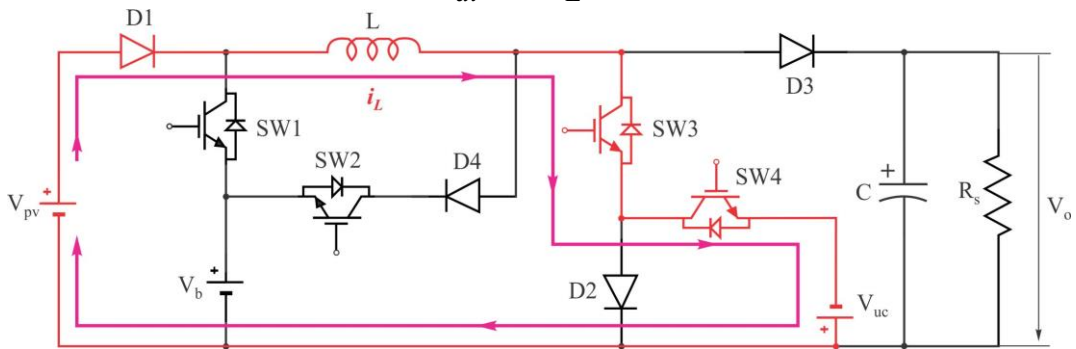 D1
L
D3
i_L
SW1
SW2
D4
SW3
SW4
+
V_pv
+
V_b
D2
+
C
R_s
V_o
V_uc
+